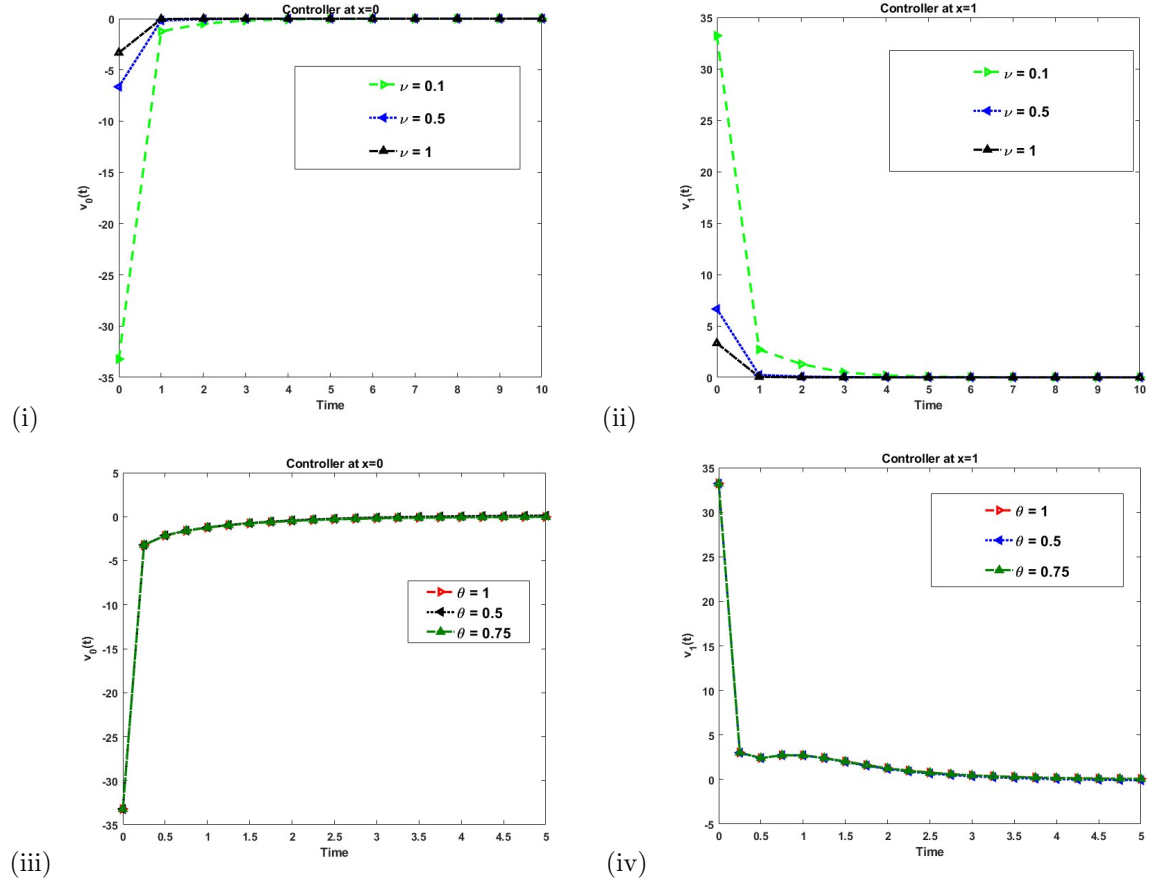 Controller at x=0
0
-5
-10
-15
-20
-25
-30
-35
v_0(t)
ν = 0.1
ν = 0.5
ν = 1
0 1 2 3 4 5 6 7 8 9 10
Time
(i)
Controller at x=1
35
30
25
20
15
10
5
0
v_1(t)
ν = 0.1
ν = 0.5
ν = 1
0 1 2 3 4 5 6 7 8 9 10
Time
(ii)
Controller at x=0
5
0
-5
-10
-15
-20
-25
-30
-35
v_0(t)
θ = 1
θ = 0.5
θ = 0.75
0 0.5 1 1.5 2 2.5 3 3.5 4 4.5 5
Time
(iii)
Controller at x=1
35
30
25
20
15
10
5
0
-5
v_1(t)
θ = 1
θ = 0.5
θ = 0.75
0 0.5 1 1.5 2 2.5 3 3.5 4 4.5 5
Time
(iv)